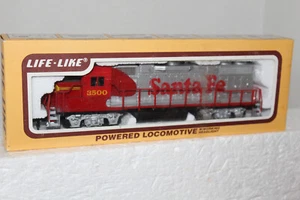 LIFE-LIKE®
3500
Santa Fe
POWERED LOCOMOTIVE